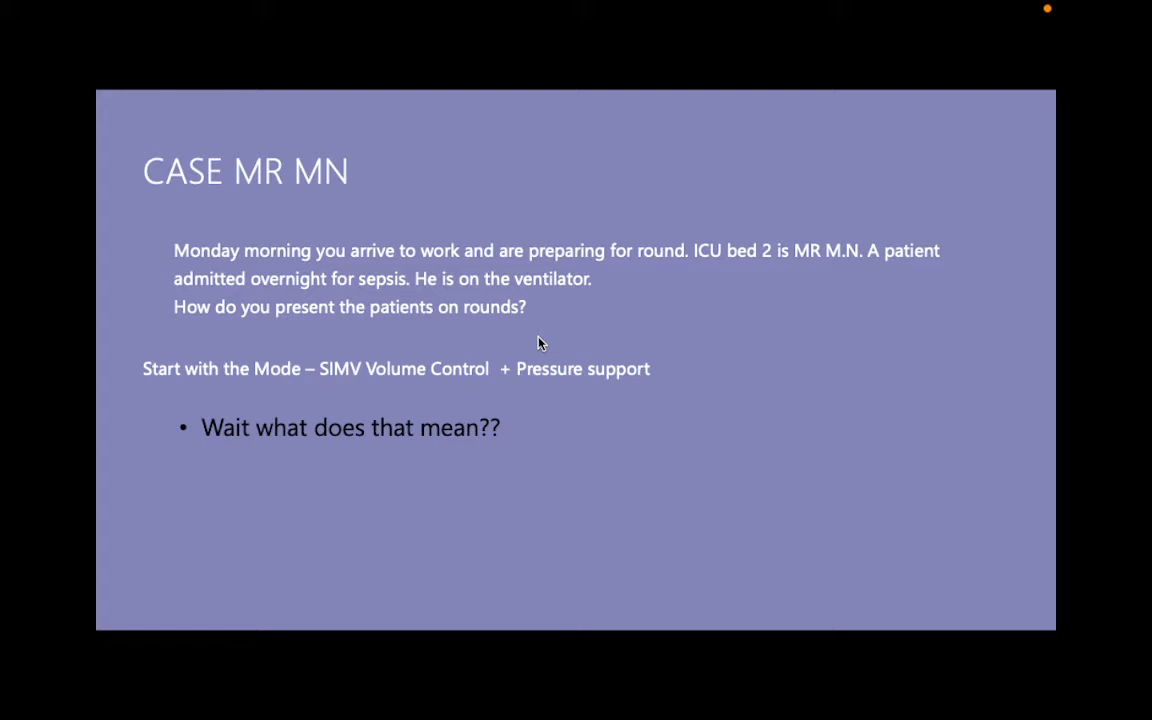 CASE MR MN
Monday morning you arrive to work and are preparing for round. ICU bed 2 is MR M.N. A patient
admitted overnight for sepsis. He is on the ventilator.
How do you present the patients on rounds?
Start with the Mode – SIMV Volume Control + Pressure support
• Wait what does that mean??